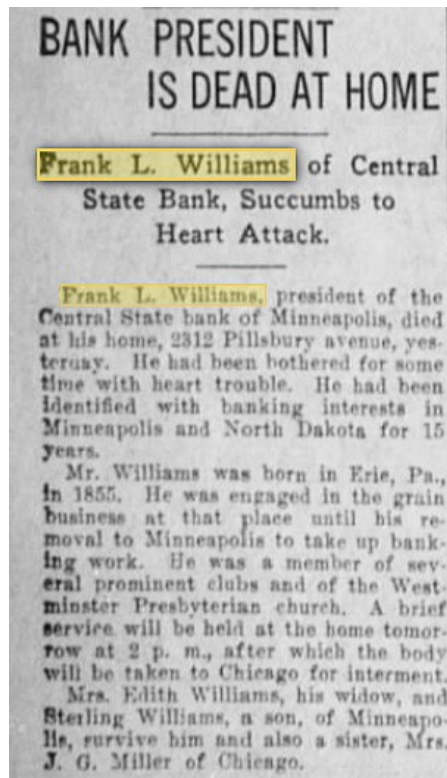 BANK PRESIDENT
IS DEAD AT HOME
Frank L. Williams of Central
State Bank, Succumbs to
Heart Attack.
Frank L. Williams, president of the
Central State bank of Minneapolis, died
at his home, 2312 Pillsbury avenue, yes-
terday. He had been bothered for some
time with heart trouble. He had been
identified with banking interests in
Minneapolis and North Dakota for 15
years.
Mr. Williams was born in Erie, Pa.,
in 1855. He was engaged in the grain
business at that place until his re-
moval to Minneapolis to take up bank-
ing work. He was a member of sev-
eral prominent clubs and of the West-
minster Presbyterian church. A brief
service will be held at the home tomor-
row at 2 p. m., after which the body
will be taken to Chicago for interment.
Mrs. Edith Williams, his widow, and
Sterling Williams, a son, of Minneapo-
lis, survive him and also a sister, Mrs.
J. G. Miller of Chicago.